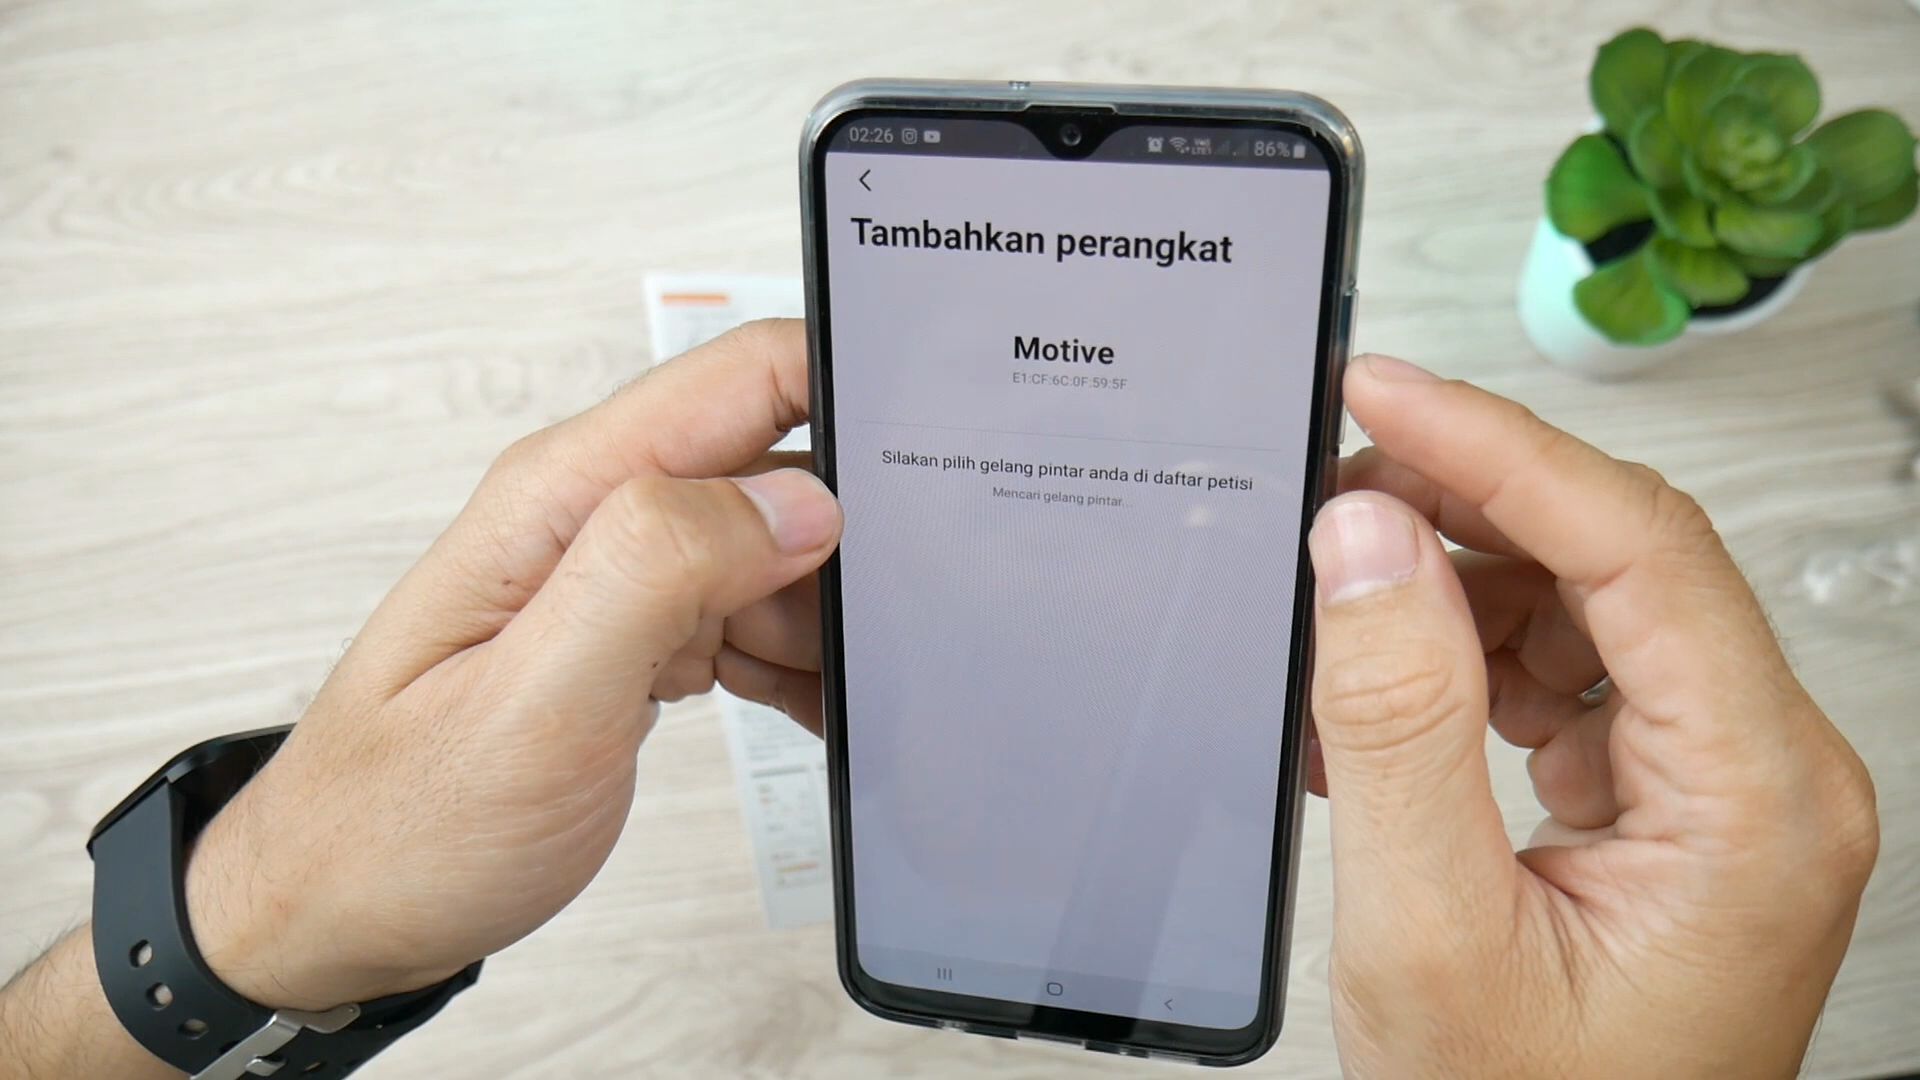 02:26
86%
Tambahkan perangkat
Motive
E1:CF:6C:0F:59:5F
Silakan pilih gelang pintar anda di daftar petisi
Mencari gelang pintar...